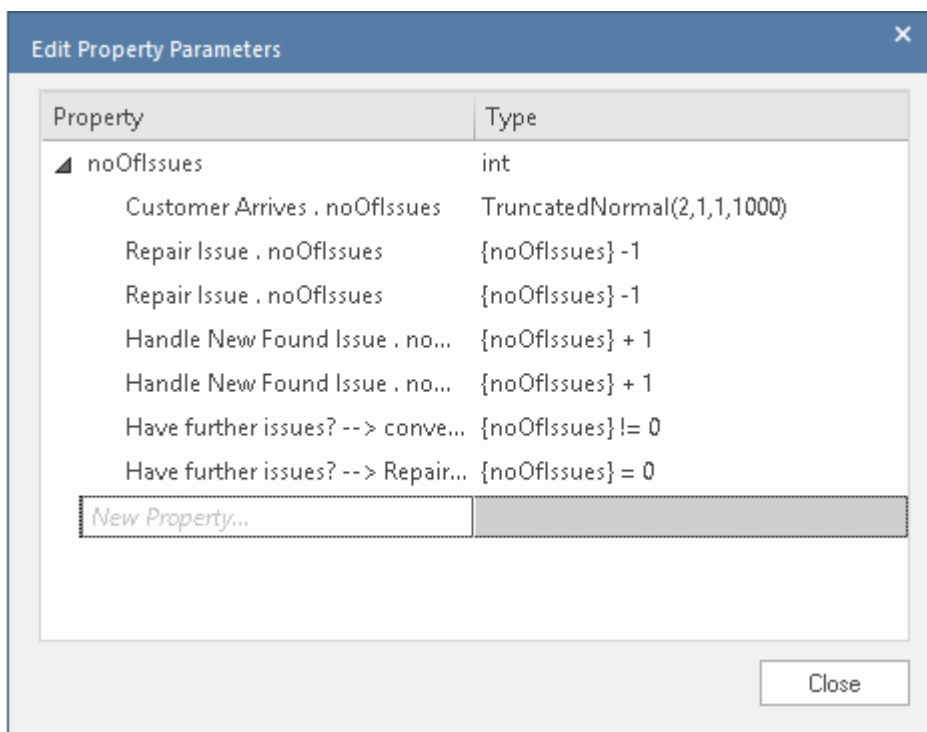 Edit Property Parameters
Property Type
noOfIssues int
Customer Arrives . noOfIssues TruncatedNormal(2,1,1,1000)
Repair Issue . noOfIssues {noOfIssues} -1
Repair Issue . noOfIssues {noOfIssues} -1
Handle New Found Issue . no... {noOfIssues} + 1
Handle New Found Issue . no... {noOfIssues} + 1
Have further issues? --> conve... {noOfIssues} != 0
Have further issues? --> Repair... {noOfIssues} = 0
New Property...
Close